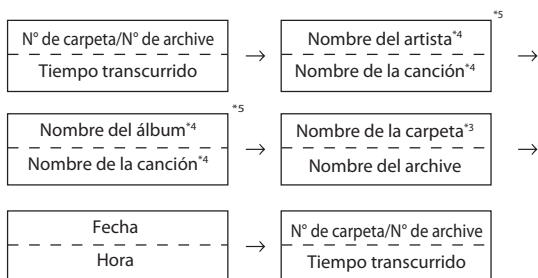 N° de carpeta/N° de archive
Tiempo transcurrido
→
Nombre del artista*4
Nombre de la canción*4
*5
→
Nombre del álbum*4
Nombre de la canción*4
*5
→
Nombre de la carpeta*3
Nombre del archive
→
Fecha
Hora
→
N° de carpeta/N° de archive
Tiempo transcurrido